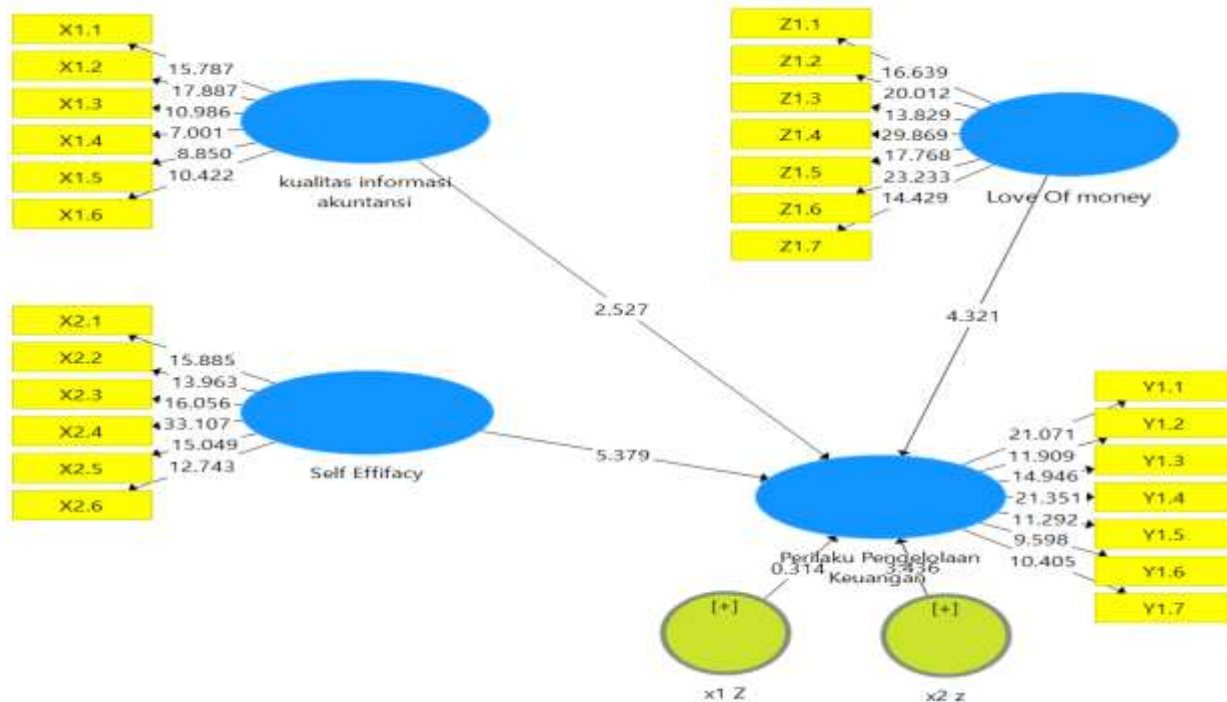 X1.1
X1.2
X1.3
X1.4
X1.5
X1.6
15.787
17.887
10.986
7.001
8.850
10.422
kualitas informasi
akuntansi
Z1.1
Z1.2
Z1.3
Z1.4
Z1.5
Z1.6
Z1.7
16.639
20.012
13.829
29.869
17.768
23.233
14.429
Love Of money
2.527
4.321
X2.1
X2.2
X2.3
X2.4
X2.5
X2.6
15.885
13.963
16.056
33.107
15.049
12.743
Self Effifacy
5.379
Y1.1
Y1.2
Y1.3
Y1.4
Y1.5
Y1.6
Y1.7
21.071
11.909
14.946
21.351
11.292
9.598
10.405
Perilaku Pengelolaan
Keuangan
0.314
3.436
[+]
[+]
x1 Z
x2 z